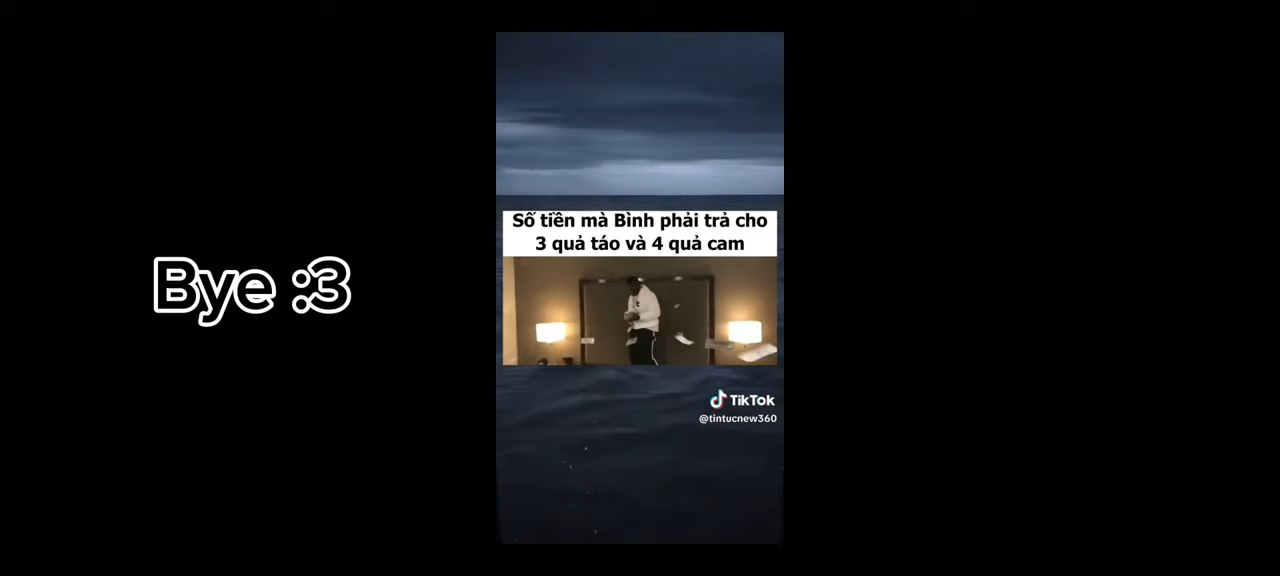 Bye :3
Số tiền mà Bình phải trả cho
3 quả táo và 4 quả cam
TikTok
@tintucnew360